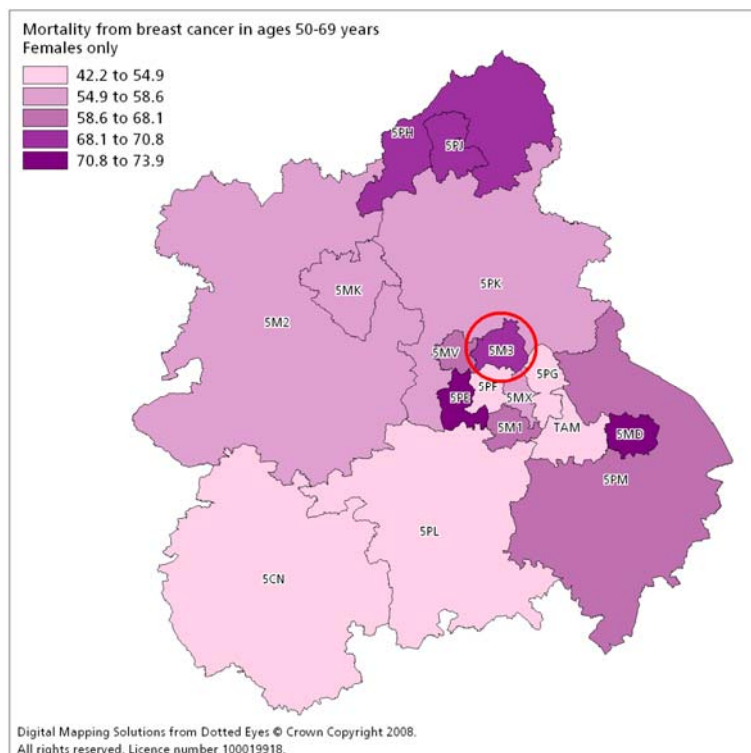 Mortality from breast cancer in ages 50-69 years
Females only
42.2 to 54.9
54.9 to 58.6
58.6 to 68.1
68.1 to 70.8
70.8 to 73.9
5PH
5PJ
5MK
5PK
5M2
5MV
5M3
5PF
5PG
5PE
5MX
5M1
TAM
5MD
5PM
5PL
5CN
Digital Mapping Solutions from Dotted Eyes © Crown Copyright 2008.
All rights reserved. Licence number 100019918.